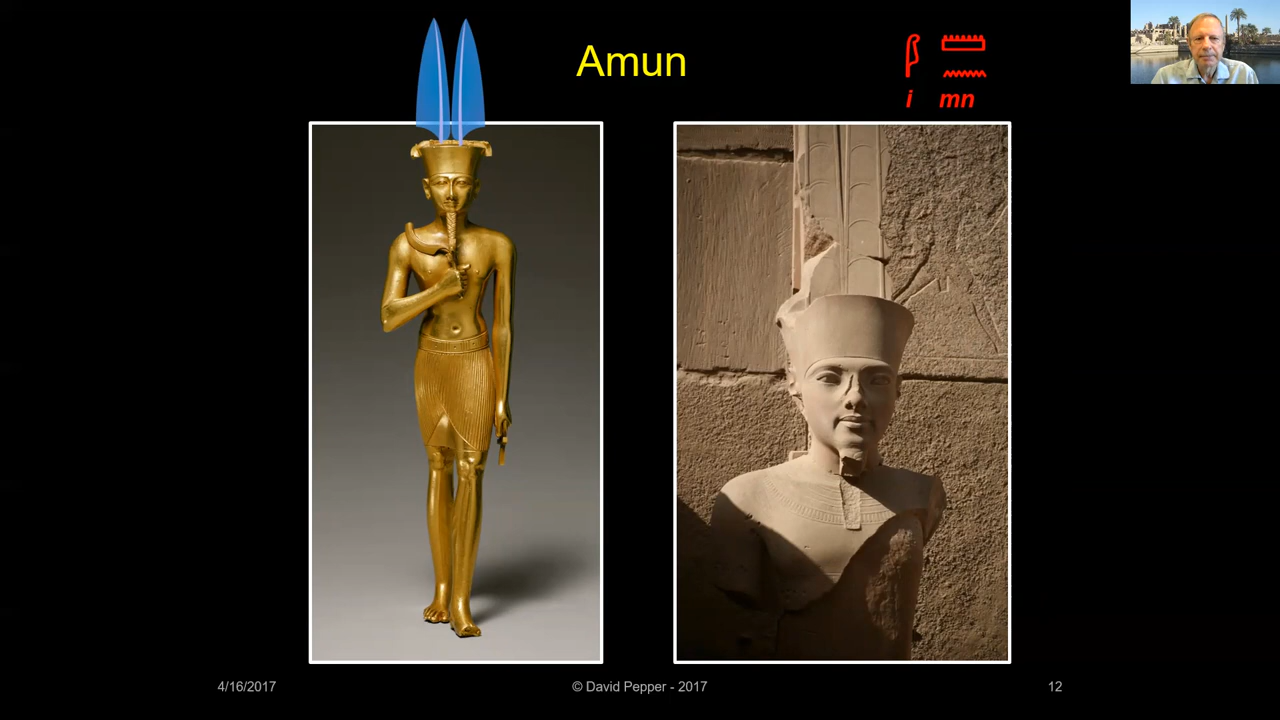 Amun
𓇋 𓏠
𓈖
i mn
4/16/2017 © David Pepper - 2017 12